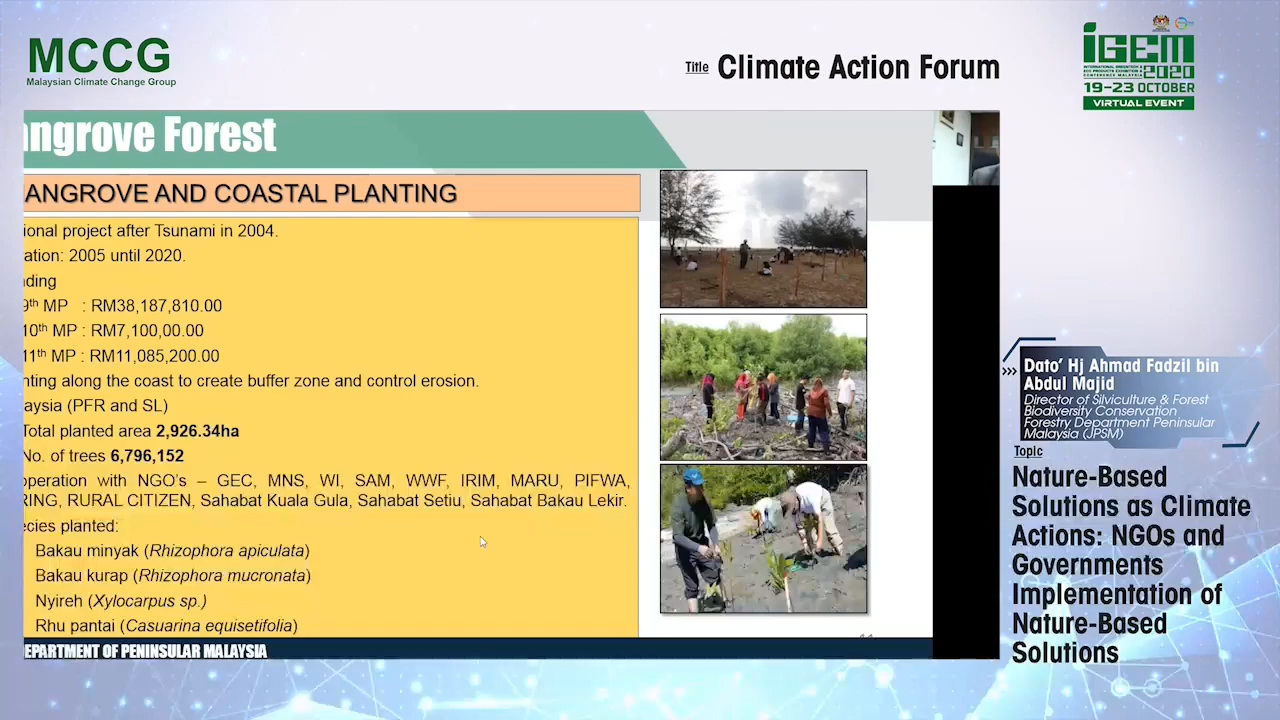 MCCG
Malaysian Climate Change Group
Title Climate Action Forum
iGEM
INTERNATIONAL GREENTECH &
ECO PRODUCTS EXHIBITION &
CONFERENCE MALAYSIA
2020
19-23 OCTOBER
VIRTUAL EVENT
angrove Forest
ANGROVE AND COASTAL PLANTING
ional project after Tsunami in 2004.
ation: 2005 until 2020.
ding
9th MP : RM38,187,810.00
10th MP : RM7,100,00.00
11th MP : RM11,085,200.00
nting along the coast to create buffer zone and control erosion.
aysia (PFR and SL)
Total planted area 2,926.34ha
No. of trees 6,796,152
operation with NGO's – GEC, MNS, WI, SAM, WWF, IRIM, MARU, PIFWA,
RING, RURAL CITIZEN, Sahabat Kuala Gula, Sahabat Setiu, Sahabat Bakau Lekir.
ecies planted:
Bakau minyak (Rhizophora apiculata)
Bakau kurap (Rhizophora mucronata)
Nyireh (Xylocarpus sp.)
Rhu pantai (Casuarina equisetifolia)
EPARTMENT OF PENINSULAR MALAYSIA
Dato' Hj Ahmad Fadzil bin
Abdul Majid
Director of Silviculture & Forest
Biodiversity Conservation
Forestry Department Peninsular
Malaysia (JPSM)
Topic
Nature-Based
Solutions as Climate
Actions: NGOs and
Governments
Implementation of
Nature-Based
Solutions